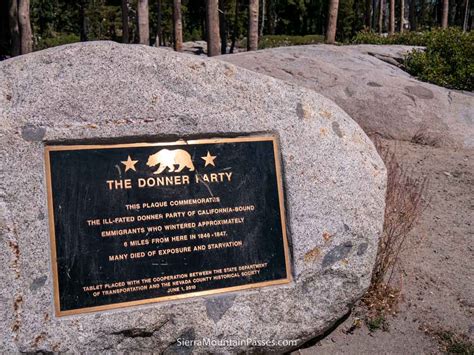 THE DONNER PARTY
THIS PLAQUE COMMEMORATES
THE ILL-FATED DONNER PARTY OF CALIFORNIA-BOUND
EMMIGRANTS WHO WINTERED APPROXIMATELY
6 MILES FROM HERE IN 1846-1847.
MANY DIED OF EXPOSURE AND STARVATION
TABLET PLACED WITH THE COOPERATION BETWEEN THE STATE DEPARTMENT
OF TRANSPORTATION AND THE NEVADA COUNTY HISTORICAL SOCIETY
JUNE 1, 2010
SierraMountainPasses.com